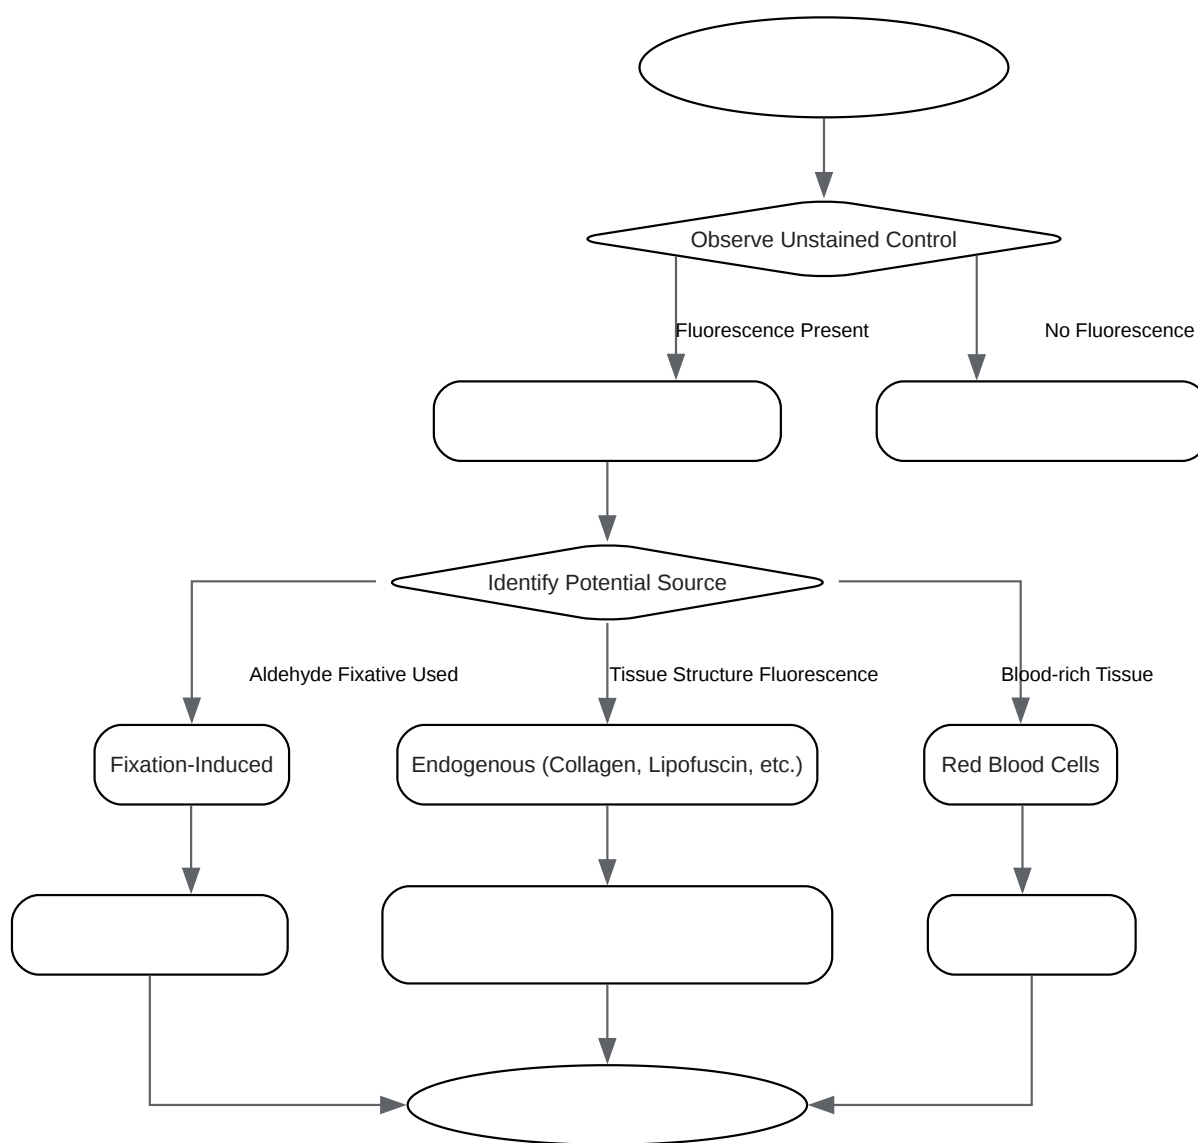 Observe Unstained Control
Fluorescence Present
No Fluorescence
Identify Potential Source
Aldehyde Fixative Used
Tissue Structure Fluorescence
Blood-rich Tissue
Fixation-Induced
Endogenous (Collagen, Lipofuscin, etc.)
Red Blood Cells